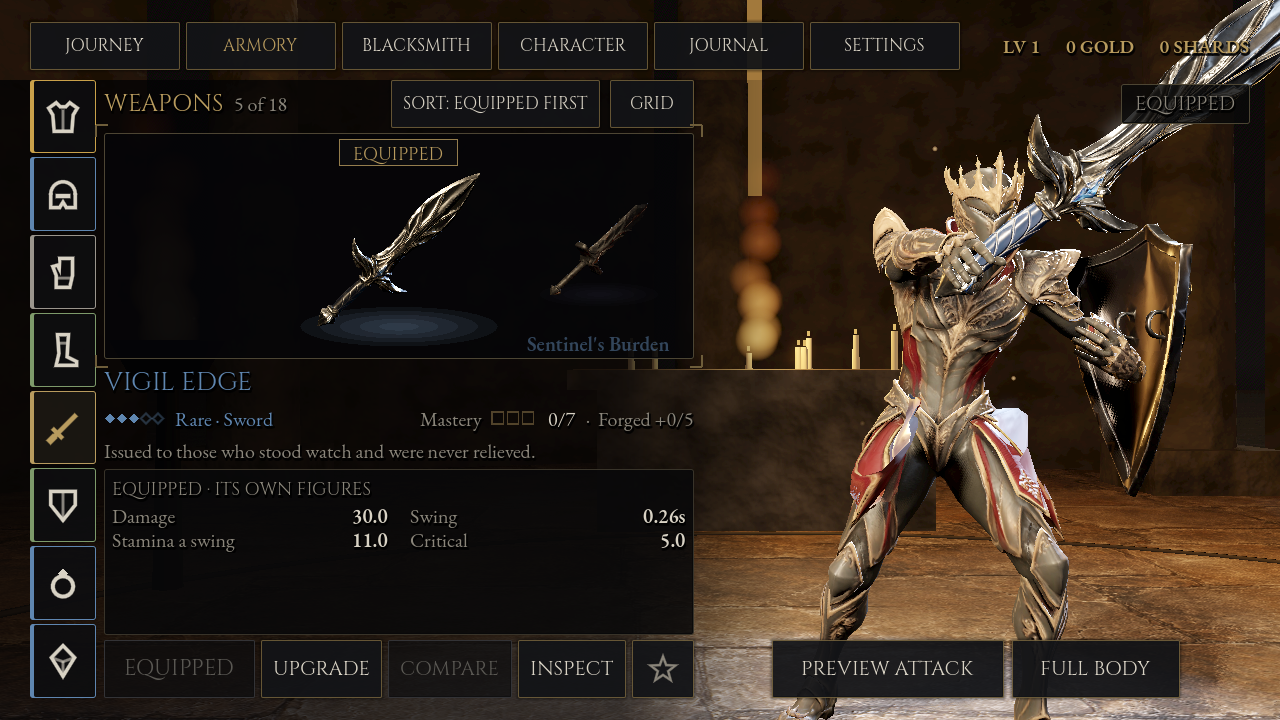 JOURNEY
ARMORY
BLACKSMITH
CHARACTER
JOURNAL
SETTINGS
LV 1
0 GOLD
0 SHARDS
WEAPONS 5 of 18
SORT: EQUIPPED FIRST
GRID
EQUIPPED
EQUIPPED
Sentinel's Burden
VIGIL EDGE
Rare · Sword
Mastery 0/7 · Forged +0/5
Issued to those who stood watch and were never relieved.
EQUIPPED · ITS OWN FIGURES
Damage 30.0 Swing 0.26s
Stamina a swing 11.0 Critical 5.0
EQUIPPED
UPGRADE
COMPARE
INSPECT
PREVIEW ATTACK
FULL BODY